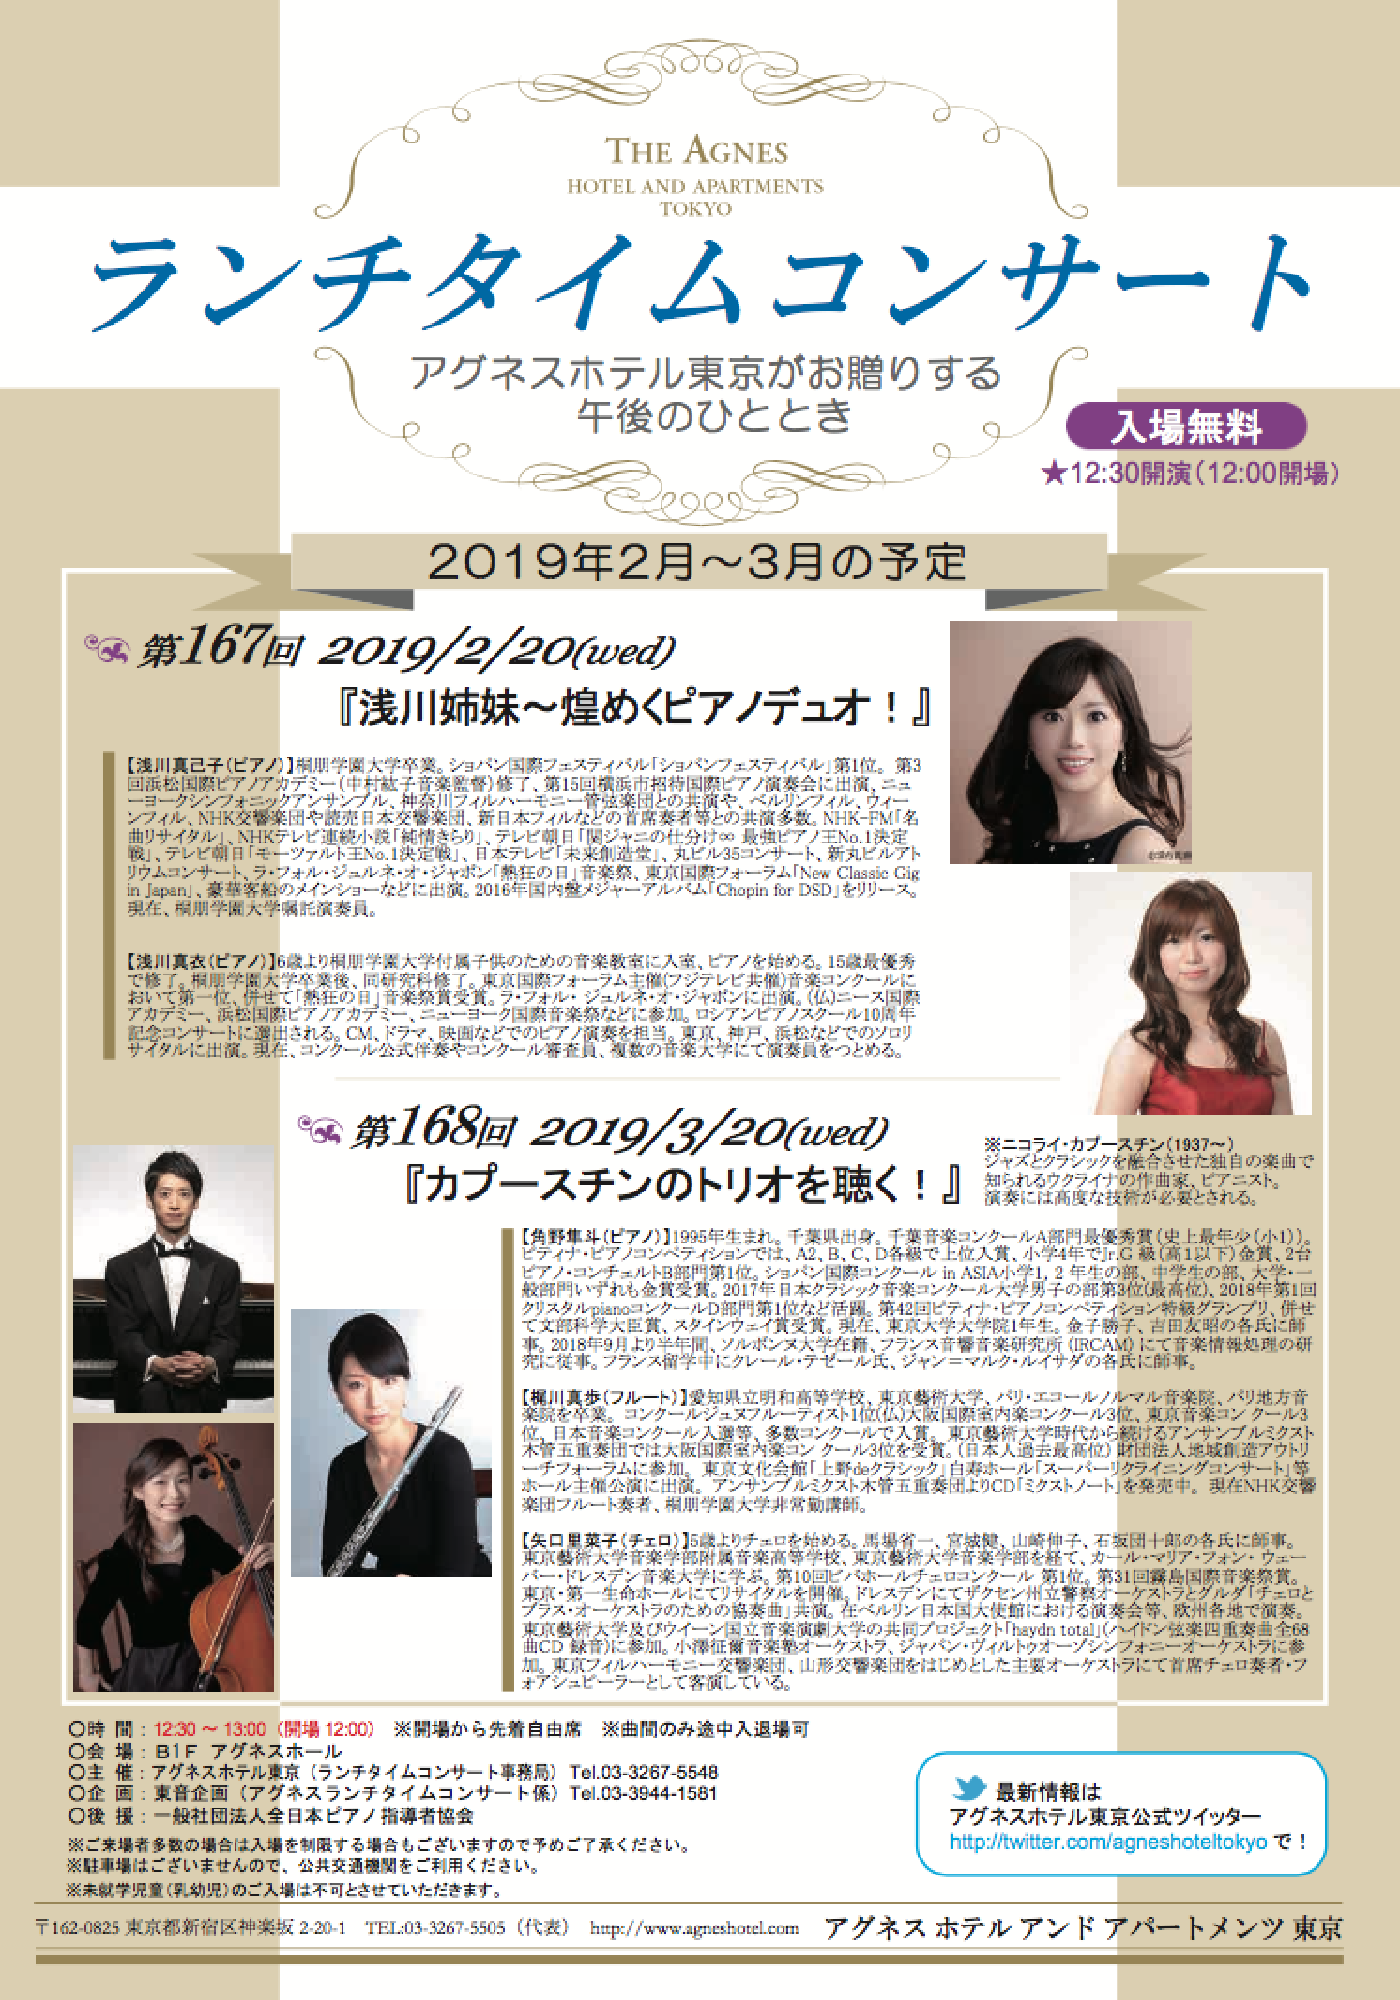 THE AGNES
HOTEL AND APARTMENTS
TOKYO
ランチタイムコンサート
アグネスホテル東京がお贈りする
午後のひととき
入場無料
★12:30開演（12:00開場）
2019年2月～3月の予定
第167回 2019/2/20(wed)
『浅川姉妹～煌めくピアノデュオ！』
【浅川真己子（ピアノ）】桐朋学園大学卒業。ショパン国際フェスティバル「ショパンフェスティバル」第1位。第3
回浜松国際ピアノアカデミー（中村紘子音楽監督）修了、第15回横浜市招待国際ピアノ演奏会に出演、ニュ
ーヨークシンフォニックアンサンブル、神奈川フィルハーモニー管弦楽団との共演や、ベルリンフィル、ウィー
ンフィル、NHK交響楽団や読売日本交響楽団、新日本フィルなどの首席奏者等との共演多数。NHK-FM「名
曲リサイタル」、NHKテレビ連続小説「純情きらり」、テレビ朝日「関ジャニの仕分け∞ 最強ピアノ王No.1決定
戦」、テレビ朝日「モーツァルト王No.1決定戦」、日本テレビ「未来創造堂」、丸ビル35コンサート、新丸ビルアト
リウムコンサート、ラ・フォル・ジュルネ・オ・ジャポン「熱狂の日」音楽祭、東京国際フォーラム「New Classic Gig
in Japan」、豪華客船のメインショーなどに出演。2016年国内盤メジャーアルバム「Chopin for DSD」をリリース。
現在、桐朋学園大学嘱託演奏員。
【浅川真衣（ピアノ）】6歳より桐朋学園大学付属子供のための音楽教室に入室、ピアノを始める。15歳最優秀
で修了。桐朋学園大学卒業後、同研究科修了。東京国際フォーラム主催（フジテレビ共催）音楽コンクールに
おいて第一位、併せて「熱狂の日」音楽祭賞受賞。ラ・フォル・ ジュルネ・オ・ジャポンに出演。（仏）ニース国際
アカデミー、浜松国際ピアノアカデミー、ニューヨーク国際音楽祭などに参加。ロシアンピアノスクール10周年
記念コンサートに選出される。CM、ドラマ、映画などでのピアノ演奏を担当。東京、神戸、浜松などでのソロリ
サイタルに出演。現在、コンクール公式伴奏やコンクール審査員、複数の音楽大学にて演奏員をつとめる。
第168回 2019/3/20(wed)
『カプースチンのトリオを聴く！』
※ニコライ・カプースチン（1937～）
ジャズとクラシックを融合させた独自の楽曲で
知られるウクライナの作曲家、ピアニスト。
演奏には高度な技術が必要とされる。
【角野隼斗（ピアノ）】1995年生まれ。千葉県出身。千葉音楽コンクールA部門最優秀賞（史上最年少（小1））。
ピティナ・ピアノコンペティションでは、A2、B、C、D各級で上位入賞、小学4年でJr.G 級（高1以下）金賞、2台
ピアノ・コンチェルトB部門第1位。ショパン国際コンクール in ASIA小学1，2 年生の部、中学生の部、大学・一
般部門いずれも金賞受賞。2017年日本クラシック音楽コンクール大学男子の部第3位（最高位）、2018年第1回
クリスタルpianoコンクールD部門第1位など活躍。第42回ピティナ・ピアノコンペティション特級グランプリ、併せ
て文部科学大臣賞、スタインウェイ賞受賞。現在、東京大学大学院1年生。金子勝子、吉田友昭の各氏に師
事。2018年9月より半年間、ソルボンヌ大学在籍、フランス音響音楽研究所（IRCAM）にて音楽情報処理の研
究に従事。フランス留学中にクレール・テゼール氏、ジャン＝マルク・ルイサダの各氏に師事。
【梶川真歩（フルート）】愛知県立明和高等学校、東京藝術大学、パリ・エコールノルマル音楽院、パリ地方音
楽院を卒業。コンクールジュヌフルーティスト1位（仏）大阪国際室内楽コンクール3位、東京音楽コン クール3
位、日本音楽コンクール入選等、多数コンクールで入賞。東京藝術大学時代から続けるアンサンブルミクスト
木管五重奏団では大阪国際室内楽コン クール3位を受賞。（日本人過去最高位）財団法人地域創造アウトリ
ーチフォーラムに参加。 東京文化会館「上野deクラシック」白寿ホール「スーパーリクライニングコンサート」等
ホール主催公演に出演。アンサンブルミクスト木管五重奏団よりCD「ミクストノート」を発売中。 現在NHK交響
楽団フルート奏者、桐朋学園大学非常勤講師。
【矢口里菜子（チェロ）】5歳よりチェロを始める。馬場省一、宮城健、山崎伸子、石坂団十郎の各氏に師事。
東京藝術大学音楽学部附属音楽高等学校、東京藝術大学音楽学部を経て、カール・マリア・フォン・ ウェー
バー・ドレスデン音楽大学に学ぶ。第10回ビバホールチェロコンクール 第1位。第31回霧島国際音楽祭賞。
東京・第一生命ホールにてリサイタルを開催。ドレスデンにてザクセン州立警察オーケストラとグルダ「チェロと
ブラス・オーケストラのための協奏曲」共演。在ベルリン日本国大使館における演奏会等、欧州各地で演奏。
東京藝術大学及びウイーン国立音楽演劇大学の共同プロジェクト「haydn total」（ハイドン弦楽四重奏曲全68
曲CD 録音）に参加。小澤征爾音楽塾オーケストラ、ジャパン・ヴィルトゥオーゾシンフォニーオーケストラに参
加。東京フィルハーモニー交響楽団、山形交響楽団をはじめとした主要オーケストラにて首席チェロ奏者・フ
ォアシュピーラーとして客演している。
〇時 間：12:30 ～ 13:00（開場 12:00） ※開場から先着自由席 ※曲間のみ途中入退場可
〇会 場：B1F アグネスホール
〇主 催：アグネスホテル東京（ランチタイムコンサート事務局）Tel.03-3267-5548
〇企 画：東音企画（アグネスランチタイムコンサート係）Tel.03-3944-1581
〇後 援：一般社団法人全日本ピアノ指導者協会
※ご来場者多数の場合は入場を制限する場合もございますので予めご了承ください。
※駐車場はございませんので、公共交通機関をご利用ください。
※未就学児童（乳幼児）のご入場は不可とさせていただきます。
最新情報は
アグネスホテル東京公式ツイッター
http://twitter.com/agneshoteltokyo で！
〒162-0825 東京都新宿区神楽坂 2-20-1 TEL:03-3267-5505（代表） http://www.agneshotel.com アグネス ホテル アンド アパートメンツ 東京